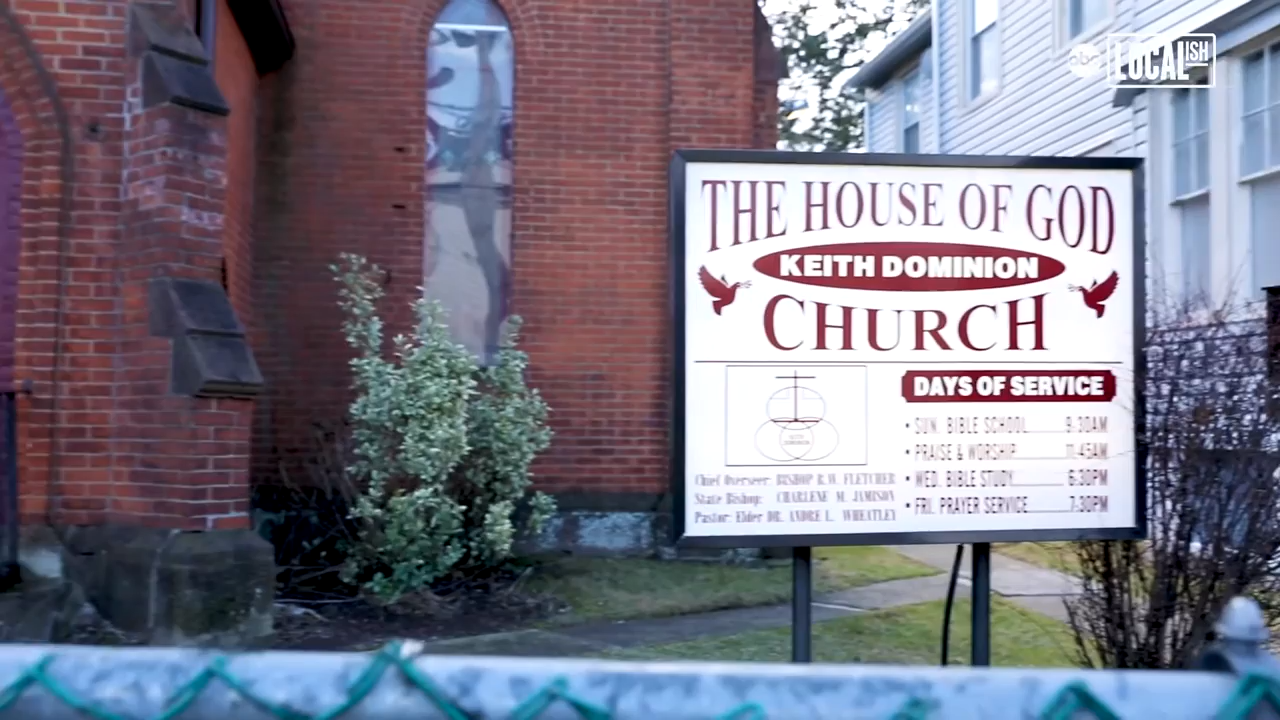 abc LOCALISH
THE HOUSE OF GOD
KEITH DOMINION
CHURCH
DAYS OF SERVICE
• SUN. BIBLE SCHOOL........9:30AM
• PRAISE & WORSHIP........11:45AM
• WED. BIBLE STUDY........6:30PM
• FRI. PRAYER SERVICE........7:30PM
KEITH
DOMINION
Chief Overseer: BISHOP R.W. FLETCHER
State Bishop: CHARLENE M. JAMISON
Pastor: Elder DR. ANDRE L. WHEATLEY